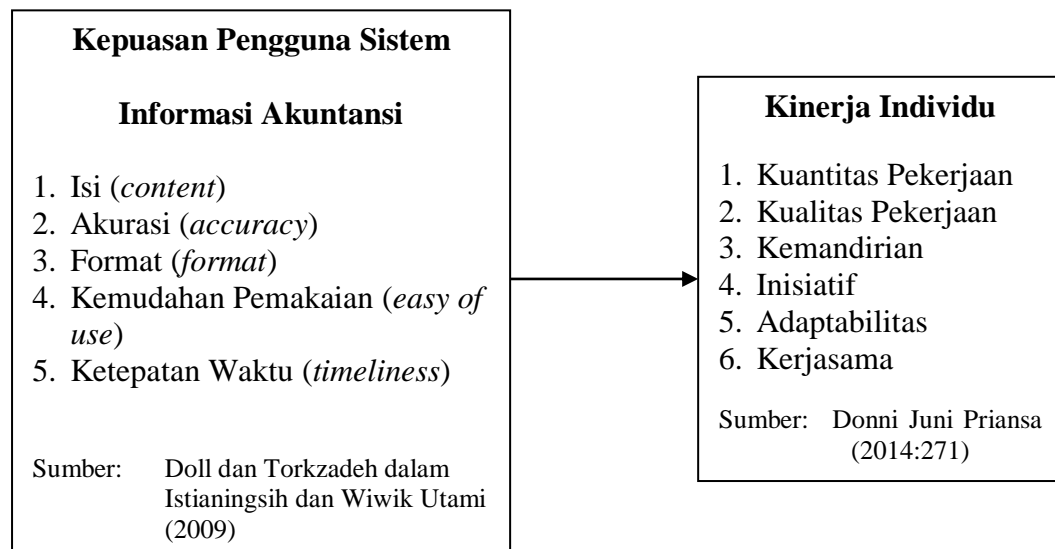 Kepuasan Pengguna Sistem
Informasi Akuntansi
1. Isi (content)
2. Akurasi (accuracy)
3. Format (format)
4. Kemudahan Pemakaian (easy of
use)
5. Ketepatan Waktu (timeliness)
Sumber: Doll dan Torkzadeh dalam
Istianingsih dan Wiwik Utami
(2009)
Kinerja Individu
1. Kuantitas Pekerjaan
2. Kualitas Pekerjaan
3. Kemandirian
4. Inisiatif
5. Adaptabilitas
6. Kerjasama
Sumber: Donni Juni Priansa
(2014:271)